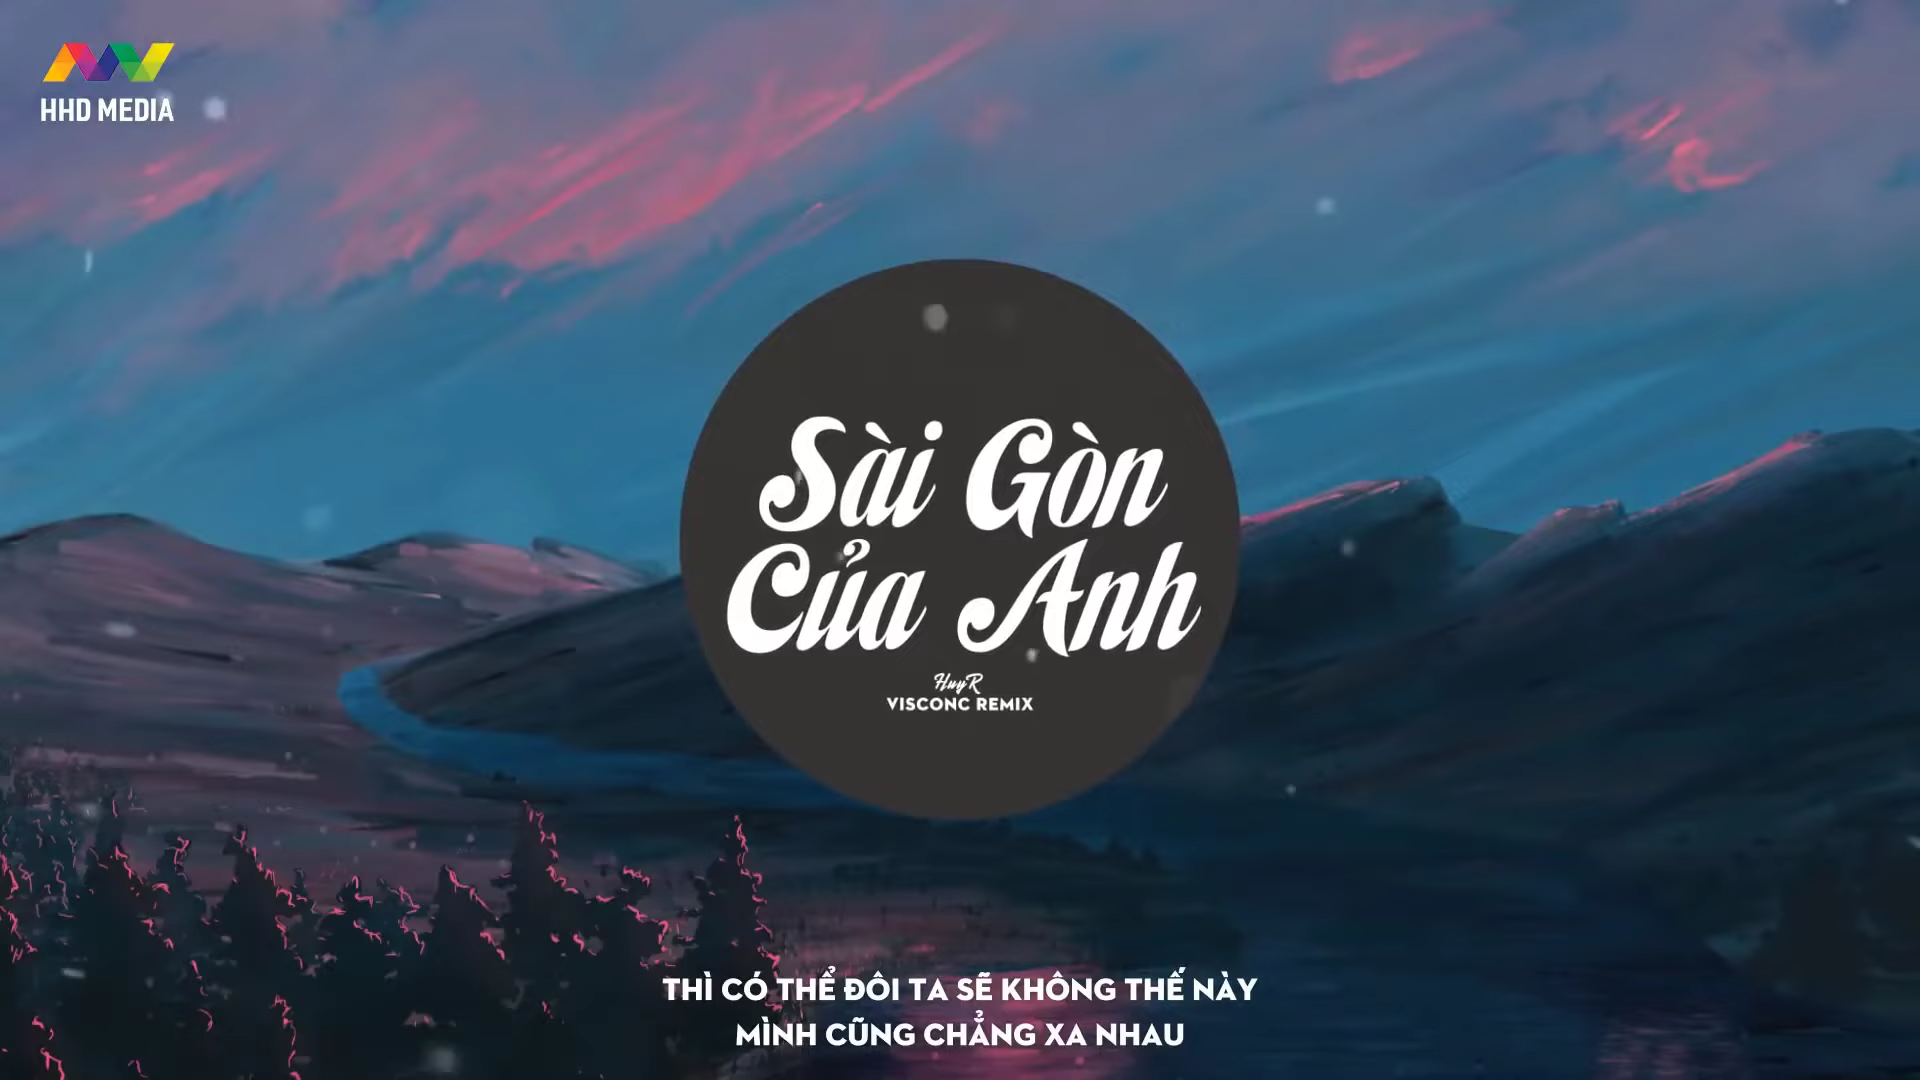 HHD MEDIA
Sài Gòn
Của Anh
HuyR
VISCONC REMIX
THÌ CÓ THỂ ĐÔI TA SẼ KHÔNG THẾ NÀY
MÌNH CŨNG CHẲNG XA NHAU